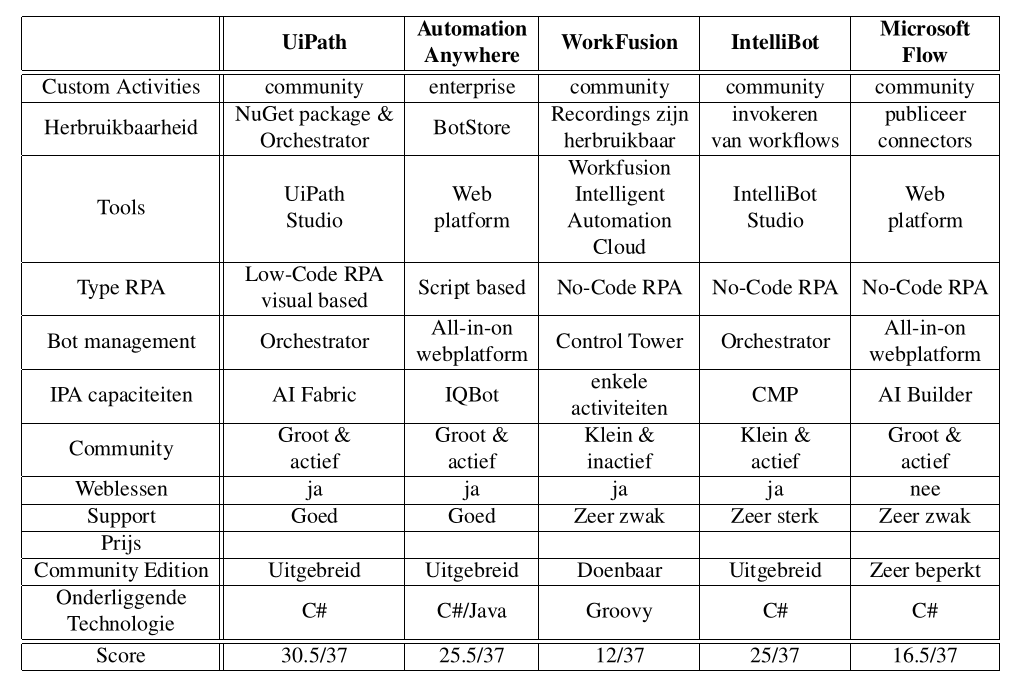 UiPath Automation Anywhere WorkFusion IntelliBot Microsoft Flow
Custom Activities community enterprise community community community
Herbruikbaarheid NuGet package & Orchestrator BotStore Recordings zijn herbruikbaar invokeren van workflows publiceer connectors
Tools UiPath Studio Web platform Workfusion Intelligent Automation Cloud IntelliBot Studio Web platform
Type RPA Low-Code RPA visual based Script based No-Code RPA No-Code RPA No-Code RPA
Bot management Orchestrator All-in-on webplatform Control Tower Orchestrator All-in-on webplatform
IPA capaciteiten AI Fabric IQBot enkele activiteiten CMP AI Builder
Community Groot & actief Groot & actief Klein & inactief Klein & actief Groot & actief
Weblessen ja ja ja ja nee
Support Goed Goed Zeer zwak Zeer sterk Zeer zwak
Prijs
Community Edition Uitgebreid Uitgebreid Doenbaar Uitgebreid Zeer beperkt
Onderliggende Technologie C# C#/Java Groovy C# C#
Score 30.5/37 25.5/37 12/37 25/37 16.5/37